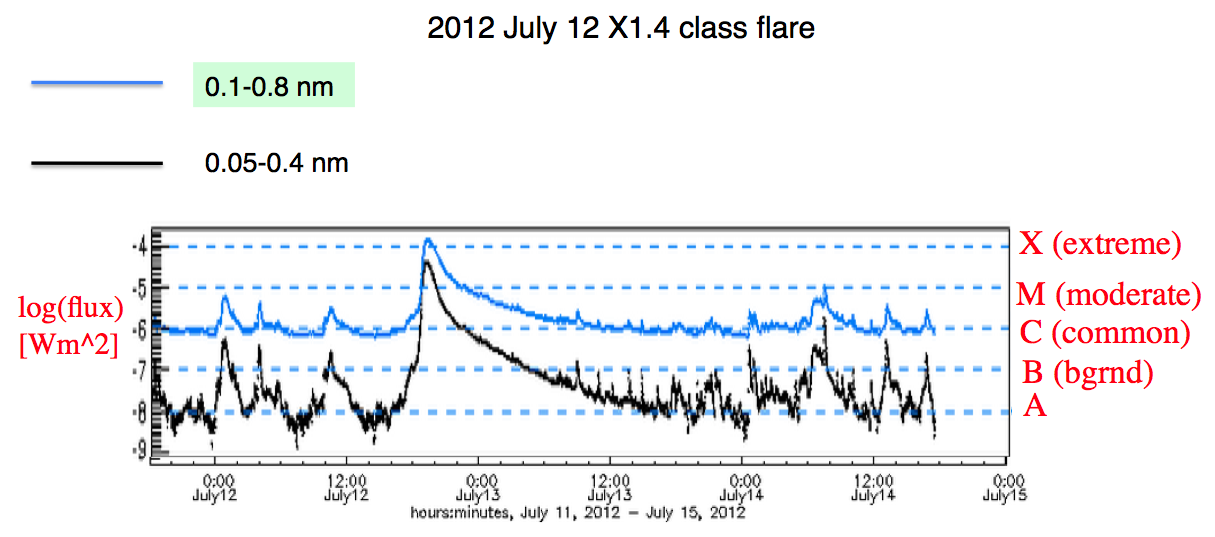 2012 July 12 X1.4 class flare
0.1-0.8 nm
0.05-0.4 nm
log(flux)
[Wm^2]
-4
-5
-6
-7
-8
-9
X (extreme)
M (moderate)
C (common)
B (bgrnd)
A
0:00 12:00 0:00 12:00 0:00 12:00 0:00
July12 July12 July13 July13 July14 July14 July15
hours:minutes, July 11, 2012 – July 15, 2012